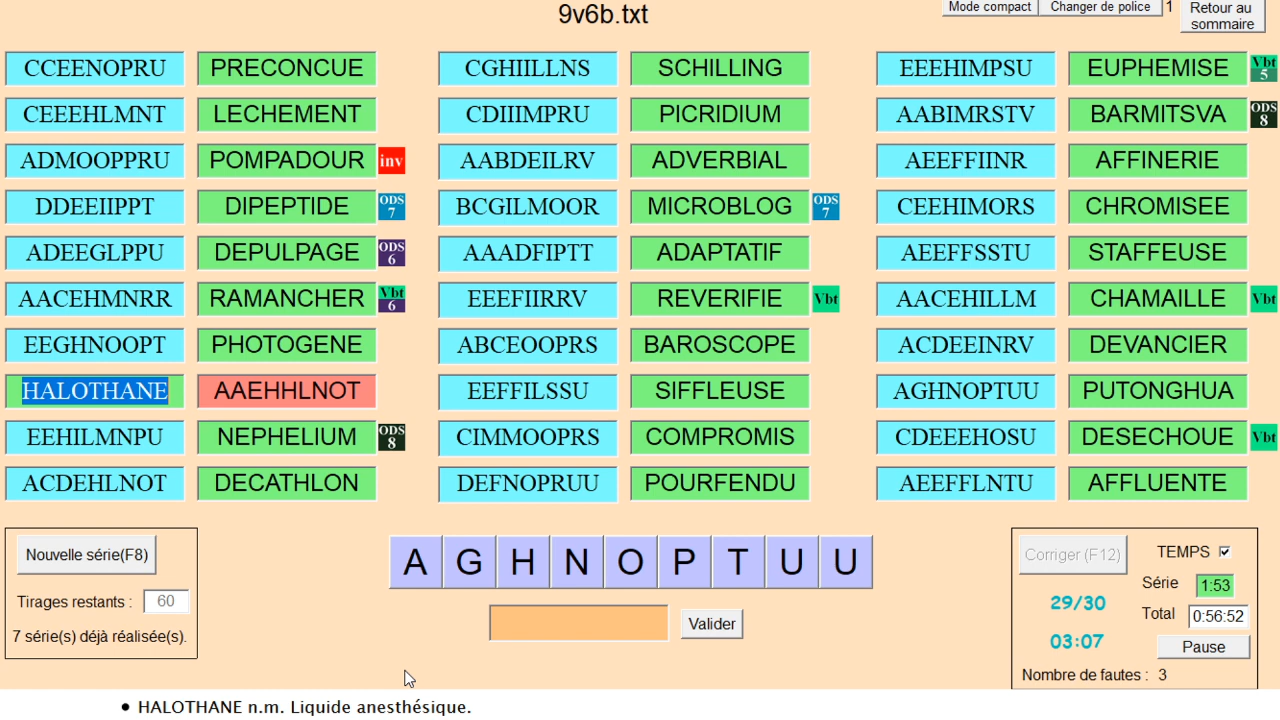 9v6b.txt
Mode compact Changer de police 1 Retour au sommaire
CCEENOPRU PRECONCUE CGHIILLNS SCHILLING EEEHIMPSU EUPHEMISE Vbt 5
CEEEHLMNT LECHEMENT CDIIIMPRU PICRIDIUM AABIMRSTV BARMITSVA ODS 8
ADMOOPPRU POMPADOUR inv AABDEILRV ADVERBIAL AEEFFIINR AFFINERIE
DDEEIIPPT DIPEPTIDE ODS 7 BCGILMOOR MICROBLOG ODS 7 CEEHIMORS CHROMISEE
ADEEGLPPU DEPULPAGE ODS 6 AAADFIPTT ADAPTATIF AEEFFSSTU STAFFEUSE
AACEHMNRR RAMANCHER Vbt 6 EEEFIIRRV REVERIFIE Vbt AACEHILLM CHAMAILLE Vbt
EEGHNOOPT PHOTOGENE ABCEOOPRS BAROSCOPE ACDEEINRV DEVANCIER
HALOTHANE AAEHHLNOT EEFFILSSU SIFFLEUSE AGHNOPTUU PUTONGHUA
EEHILMNPU NEPHELIUM ODS 8 CIMMOOPRS COMPROMIS CDEEEHOSU DESECHOUE Vbt
ACDEHLNOT DECATHLON DEFNOPRUU POURFENDU AEEFFLNTU AFFLUENTE
Nouvelle série(F8)
Tirages restants : 60
7 série(s) déjà réalisée(s).
A G H N O P T U U
Valider
Corriger (F12) TEMPS
Série 1:53
29/30
Total 0:56:52
03:07 Pause
Nombre de fautes : 3
• HALOTHANE n.m. Liquide anesthésique.